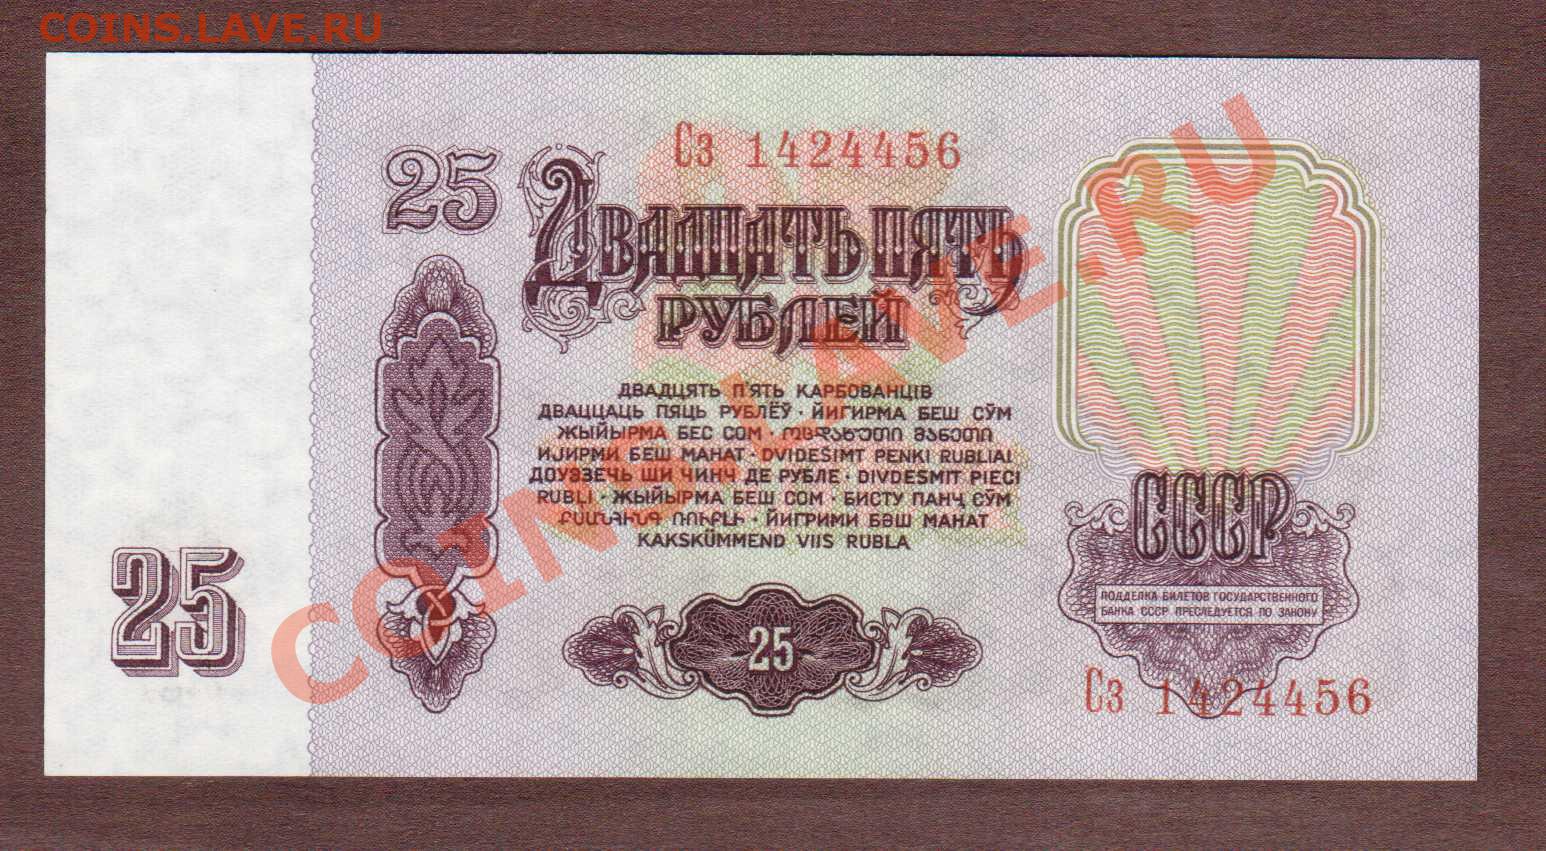 COINS.LAVE.RU
Сз 1424456
25
Двадцать пять
рублей
ДВАДЦЯТЬ П'ЯТЬ КАРБОВАНЦІВ
ДВАЦЦАЦЬ ПЯЦЬ РУБЛЁЎ · ЙИГИРМА БЕШ СЎМ
ЖЫЙЫРМА БЕС СОМ · ᲝᲪᲓᲐᲮᲣᲗᲘ ᲛᲐᲜᲔᲗᲘ
ИЈИРМИ БЕШ МАНАТ · DVIDEŠIMT PENKI RUBLIAI
ДОУЭЗЕЧЬ ШИ ЧИНЧ ДЕ РУБЛЕ · DIVDESMIT PIECI
RUBĻI · ЖЫЙЫРМА БЕШ СОМ · БИСТУ ПАНҶ СӮМ
ՔՍԱՆՀԻՆԳ ՌՈՒԲԼԻ · ЙИГРИМИ БӘШ МАНАТ
KAKSKÜMMEND VIIS RUBLA
СССР
ПОДДЕЛКА БИЛЕТОВ ГОСУДАРСТВЕННОГО
БАНКА СССР ПРЕСЛЕДУЕТСЯ ПО ЗАКОНУ
25
25
Сз 1424456
COINS.LAVE.RU